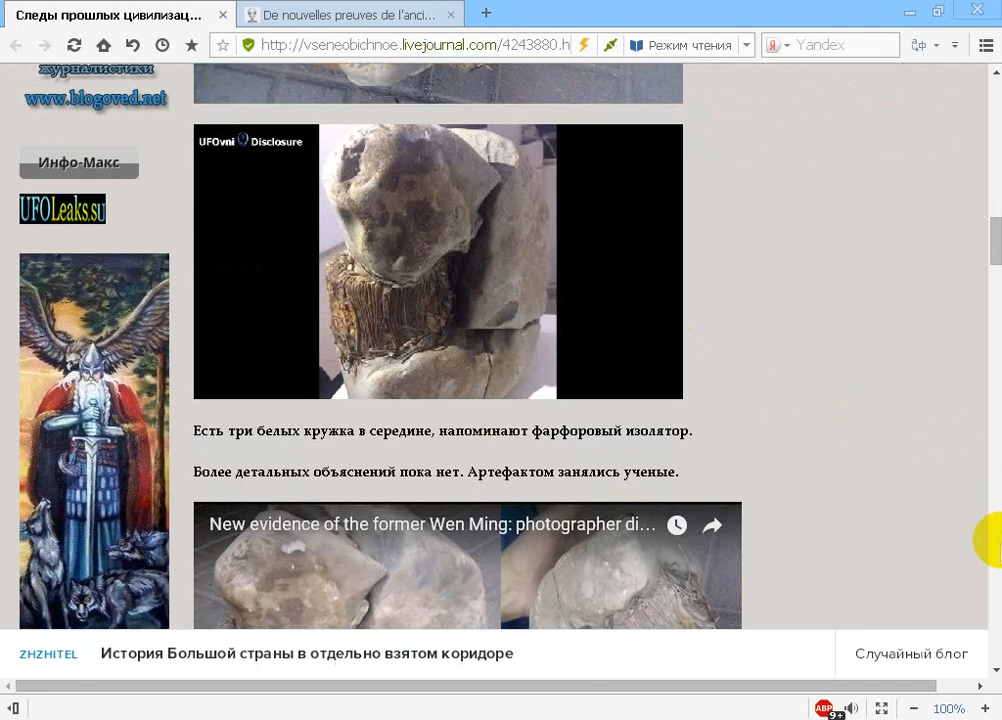 Следы прошлых цивилизац...
De nouvelles preuves de l'anci...
http://vseneobichnoe.livejournal.com/4243880.h
Режим чтения
Yandex
журналистики
www.blogoved.net
Инфо-Макс
UFOLeaks.su
UFOvni Disclosure
Есть три белых кружка в середине, напоминают фарфоровый изолятор.
Более детальных объяснений пока нет. Артефактом занялись ученые.
New evidence of the former Wen Ming: photographer di...
ZHZHITEL
История Большой страны в отдельно взятом коридоре
Случайный блог
ABP
9+
100%